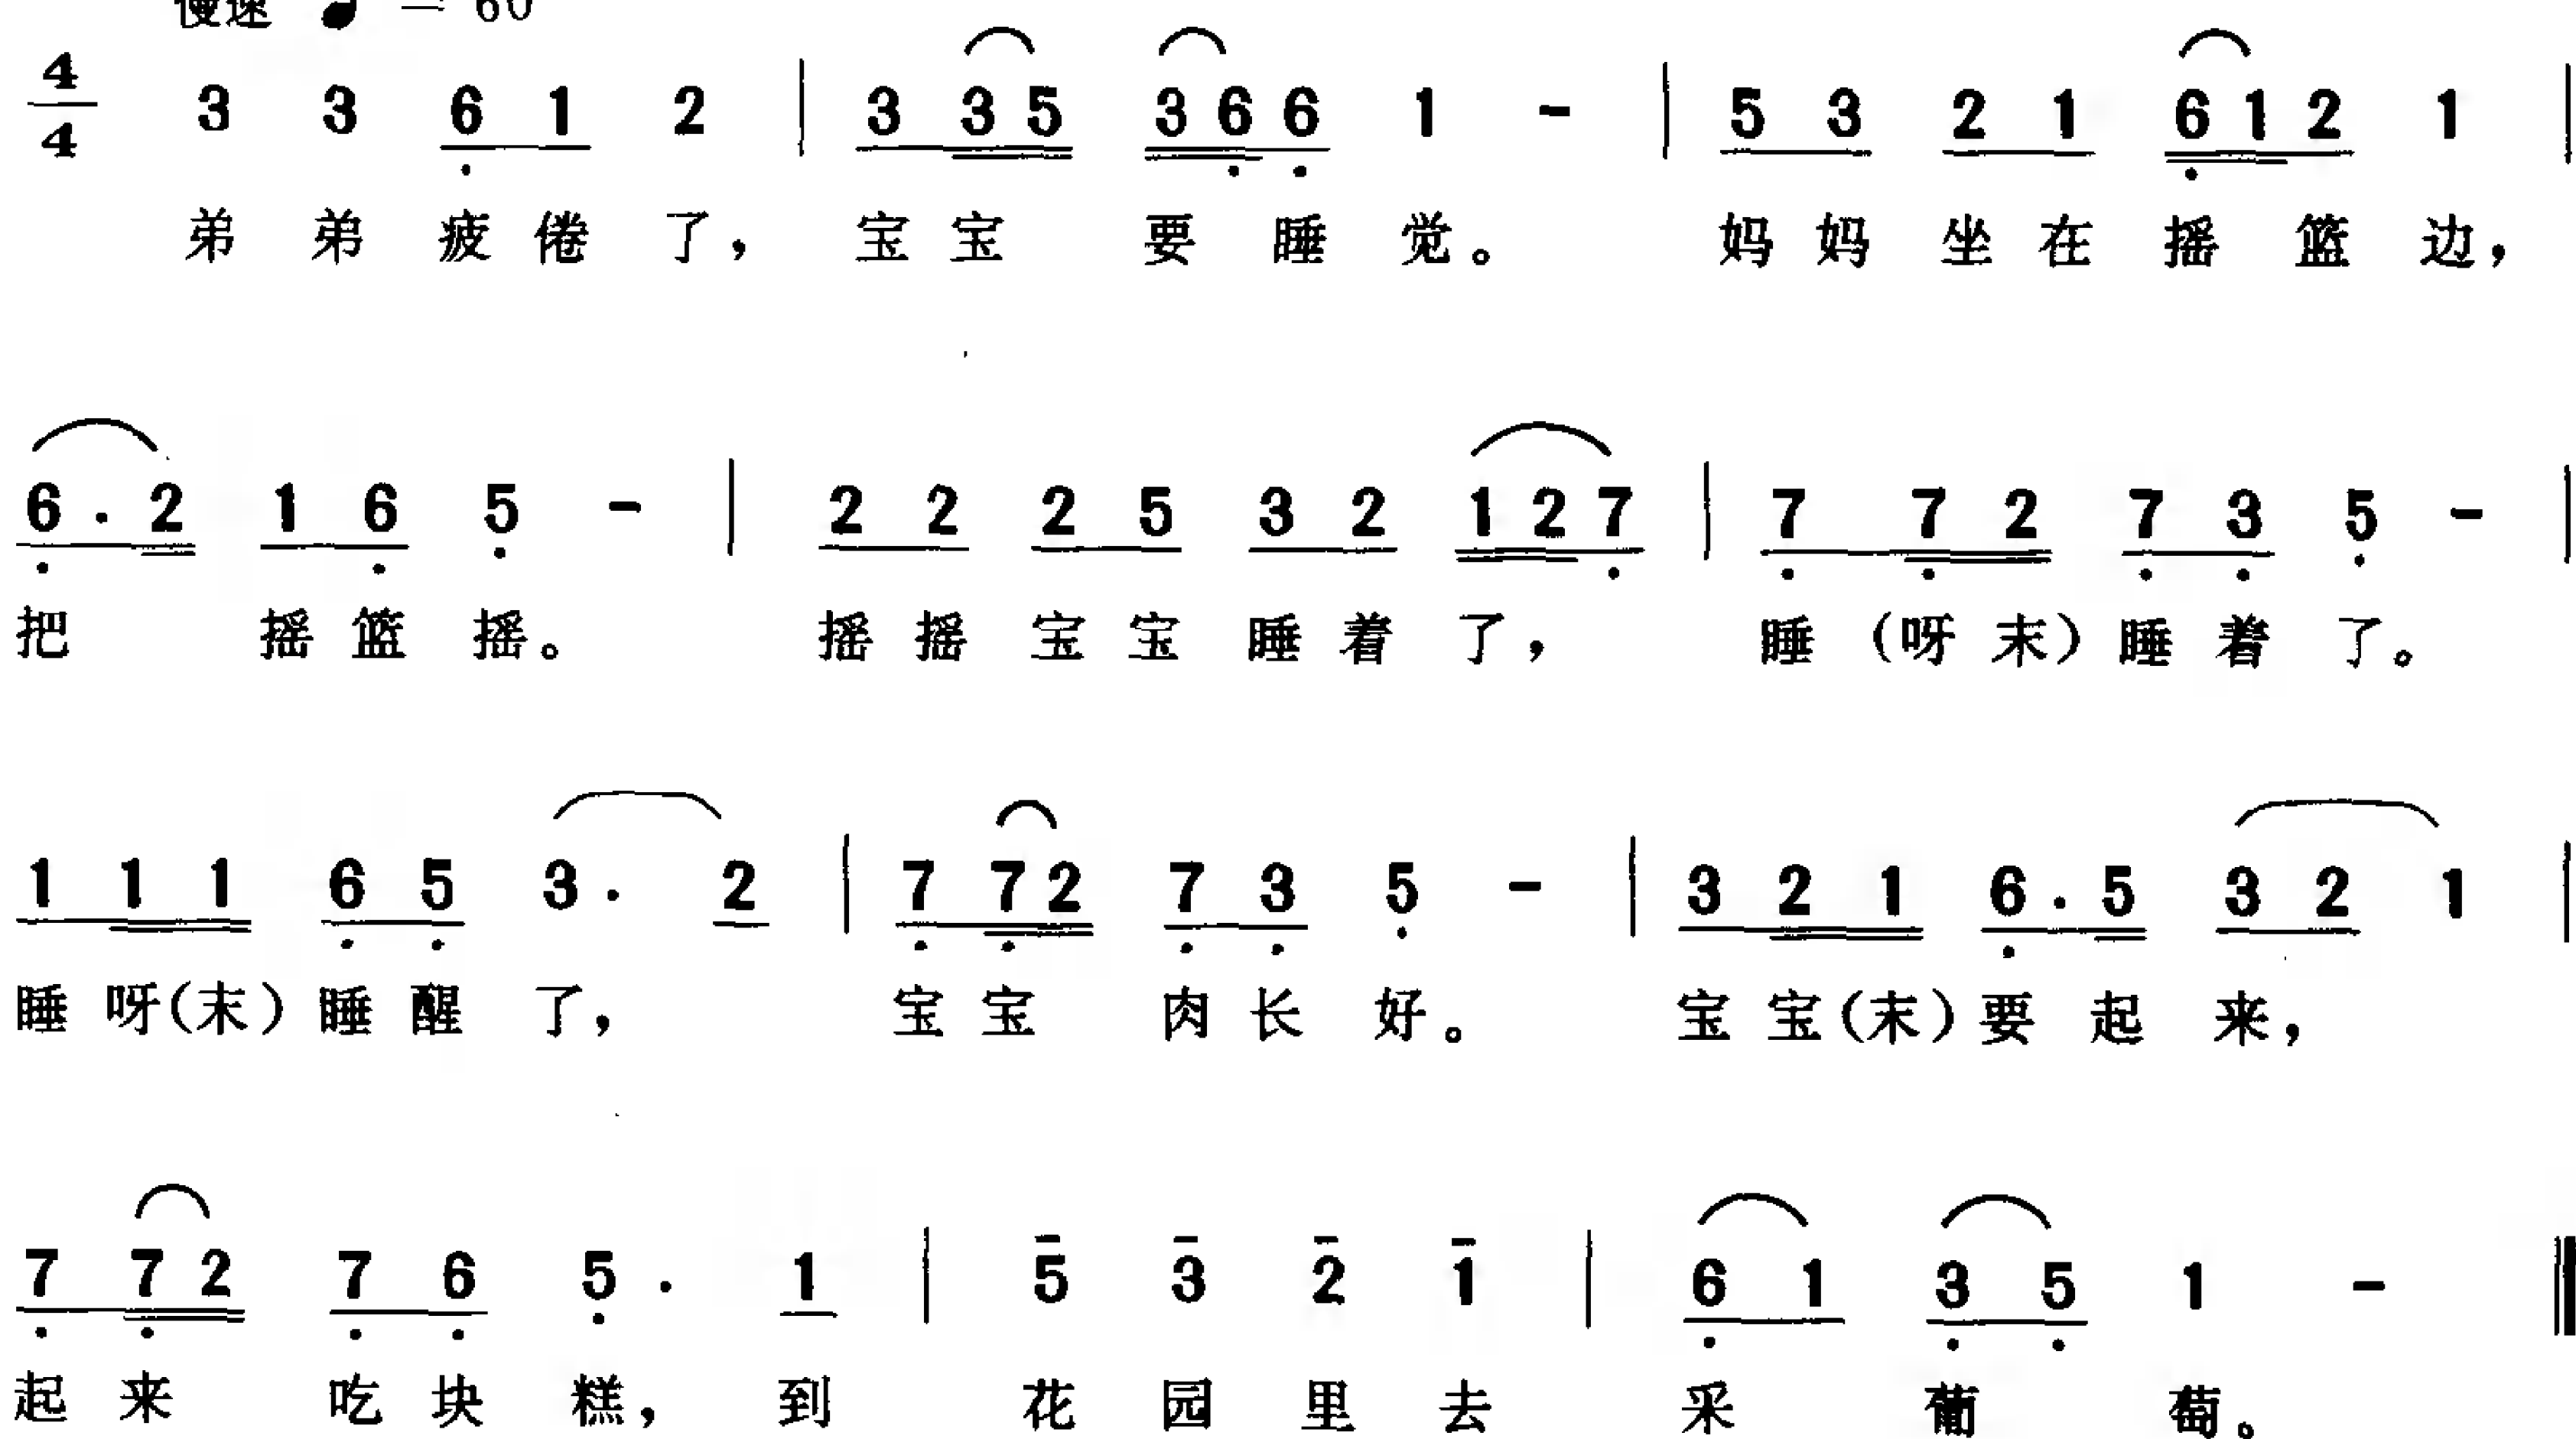 慢速 ♩ = 60
4/4 3 3 6 1 2 | 3 3 5 3 6 6 1 - | 5 3 2 1 6 1 2 1 |
弟弟疲倦了，宝宝要睡觉。妈妈坐在摇篮边，
6 . 2 1 6 5 - | 2 2 2 5 3 2 1 2 7 | 7 7 2 7 3 5 - |
把摇篮摇。摇摇宝宝睡着了，睡（呀末）睡着了。
1 1 1 6 5 3 . 2 | 7 7 2 7 3 5 - | 3 2 1 6 . 5 3 2 1 |
睡呀（末）睡醒了，宝宝肉长好。宝宝（末）要起来，
7 7 2 7 6 5 . 1 | 5 3 2 1 | 6 1 3 5 1 - ‖
起来吃块糕，到花园里去采葡萄。